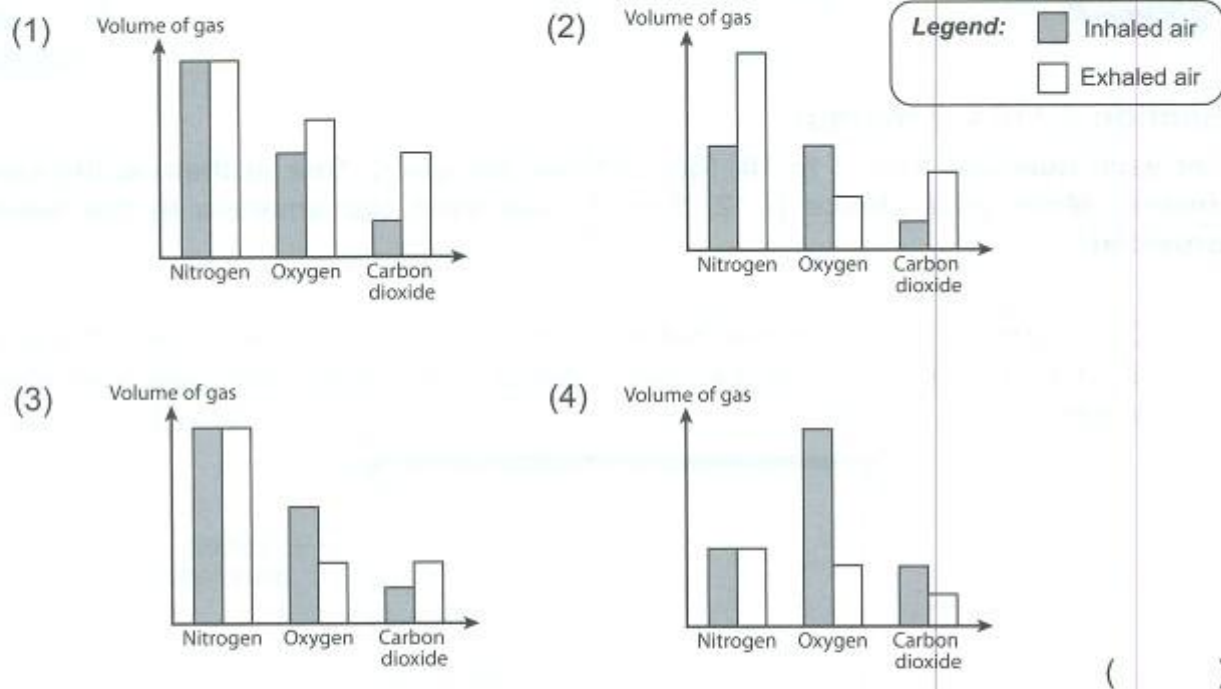 (1)
Volume of gas
Nitrogen
Oxygen
Carbon
dioxide
(2)
Volume of gas
Nitrogen
Oxygen
Carbon
dioxide
Legend:
Inhaled air
Exhaled air
(3)
Volume of gas
Nitrogen
Oxygen
Carbon
dioxide
(4)
Volume of gas
Nitrogen
Oxygen
Carbon
dioxide
( )